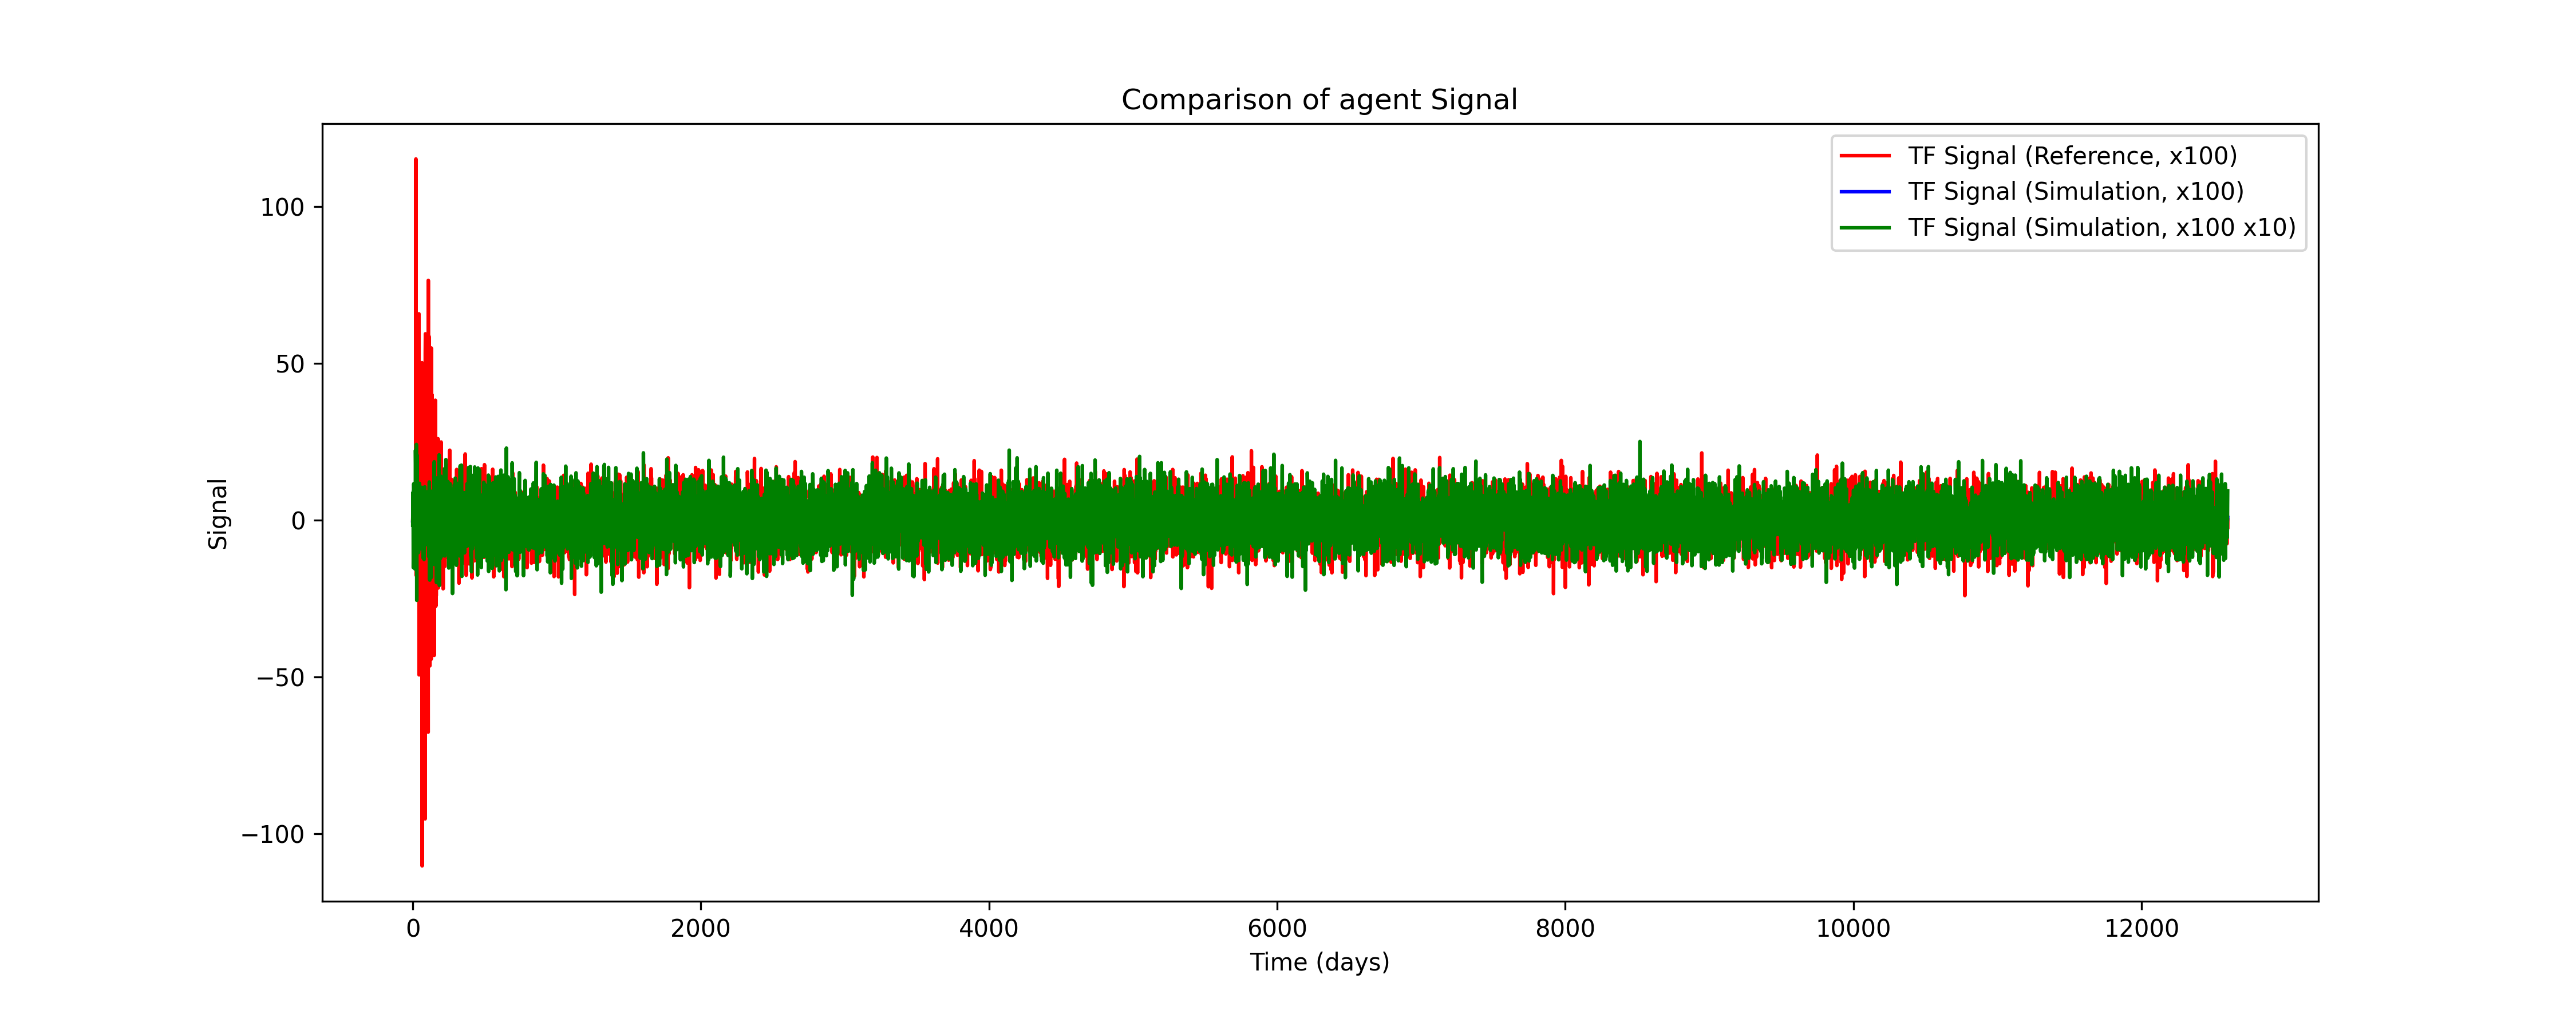 Comparison of agent Signal
TF Signal (Reference, x100)
TF Signal (Simulation, x100)
TF Signal (Simulation, x100 x10)
Signal
100
50
0
−50
−100
0 2000 4000 6000 8000 10000 12000
Time (days)